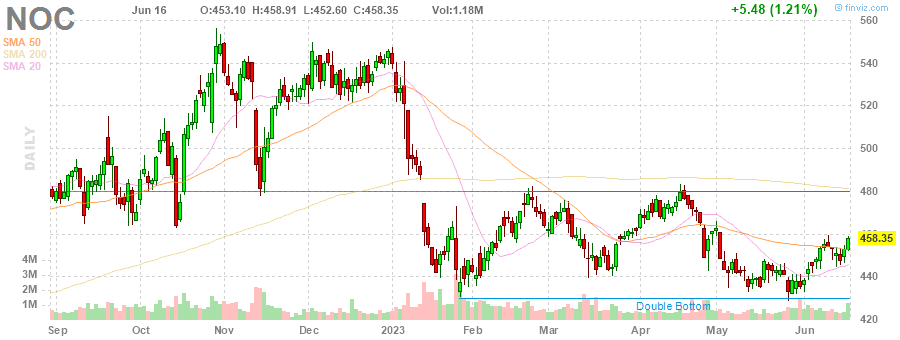 NOC Jun 16 O:453.10 H:458.91 L:452.60 C:458.35 Vol:1.18M +5.48 (1.21%) @ finviz.com
SMA 50
SMA 200
SMA 20
DAILY
560
540
520
500
480
460
458.35
440
420
4M
3M
2M
1M
Double Bottom
Sep Oct Nov Dec 2023 Feb Mar Apr May Jun